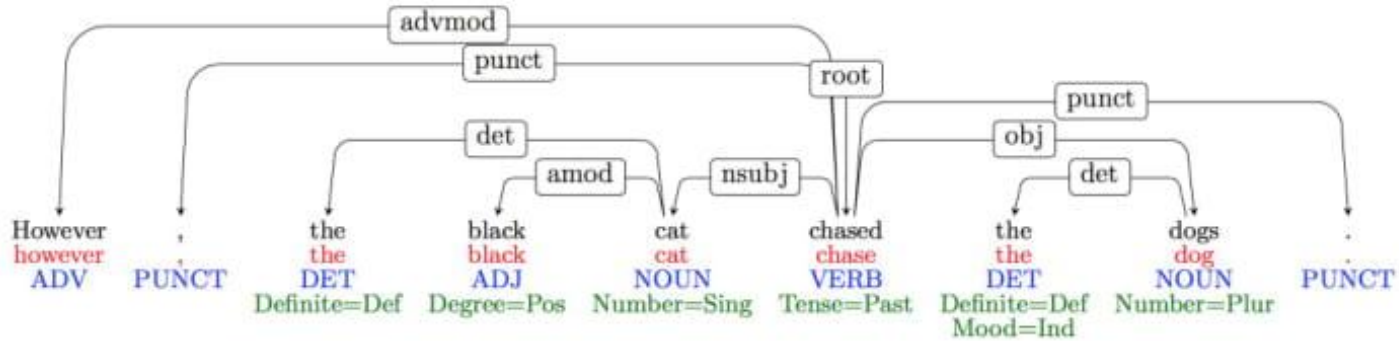 advmod
punct
root
punct
det
obj
amod
nsubj
det
However , the black cat chased the dogs .
however , the black cat chase the dog .
ADV PUNCT DET ADJ NOUN VERB DET NOUN PUNCT
Definite=Def Degree=Pos Number=Sing Tense=Past Definite=Def Number=Plur
Mood=Ind